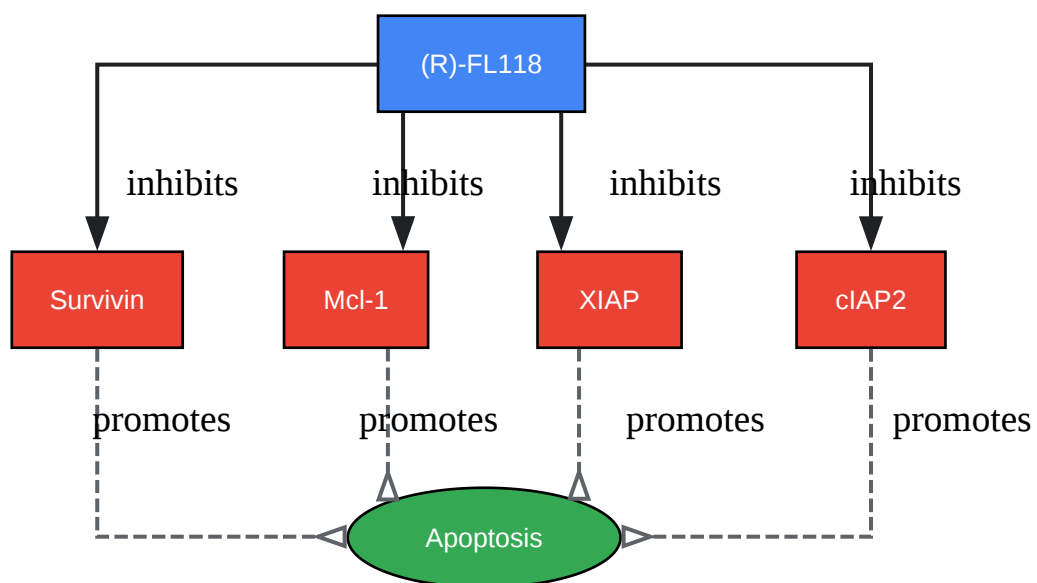 (R)-FL118
inhibits inhibits inhibits inhibits
Survivin Mcl-1 XIAP cIAP2
promotes promotes promotes promotes
Apoptosis